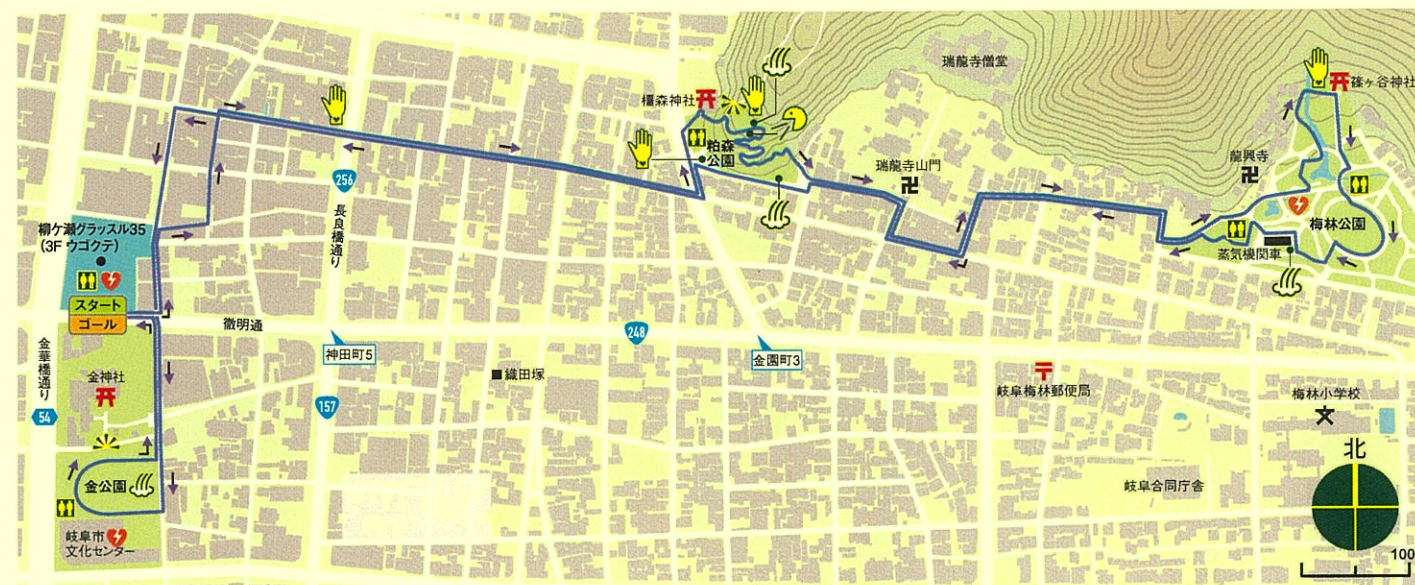 瑞龍寺僧堂
篠ヶ谷神社
橿森神社
粕森
公園
瑞龍寺山門
龍興寺
梅林公園
蒸気機関車
256
長良橋通り
柳ケ瀬グラッスル35
(3F ウゴクテ)
スタート
ゴール
徹明通
神田町5
248
金園町3
金華橋通り
54
金神社
織田塚
157
岐阜梅林郵便局
梅林小学校
北
金公園
岐阜合同庁舎
岐阜市
文化センター
100